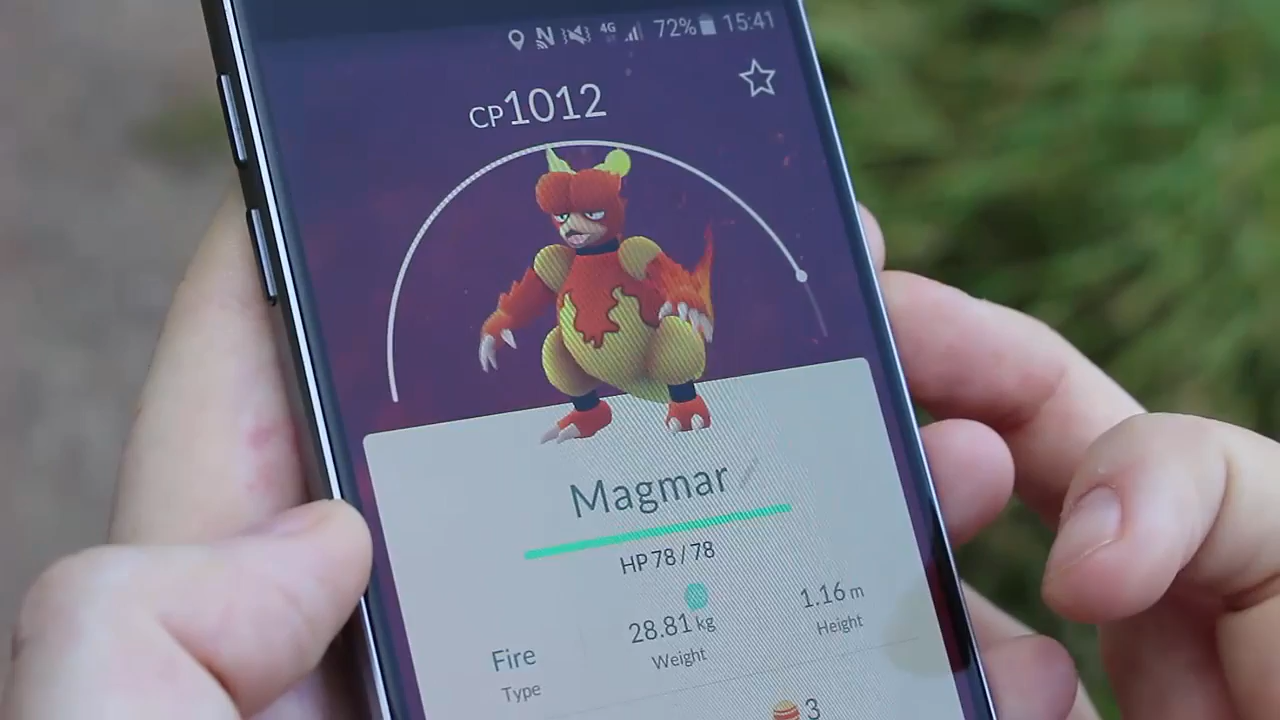 4G 72% 15:41
CP1012
Magmar
HP 78 / 78
Fire
Type
28.81 kg
Weight
1.16 m
Height
3